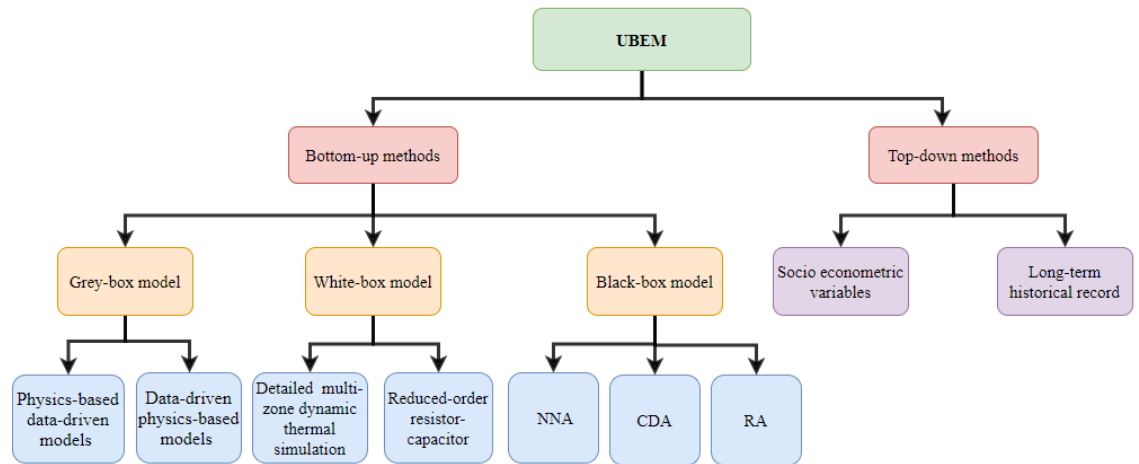 UBEM
Bottom-up methods
Top-down methods
Grey-box model
White-box model
Black-box model
Socio econometric
variables
Long-term
historical record
Physics-based
data-driven
models
Data-driven
physics-based
models
Detailed multi-
zone dynamic
thermal
simulation
Reduced-order
resistor-
capacitor
NNA
CDA
RA